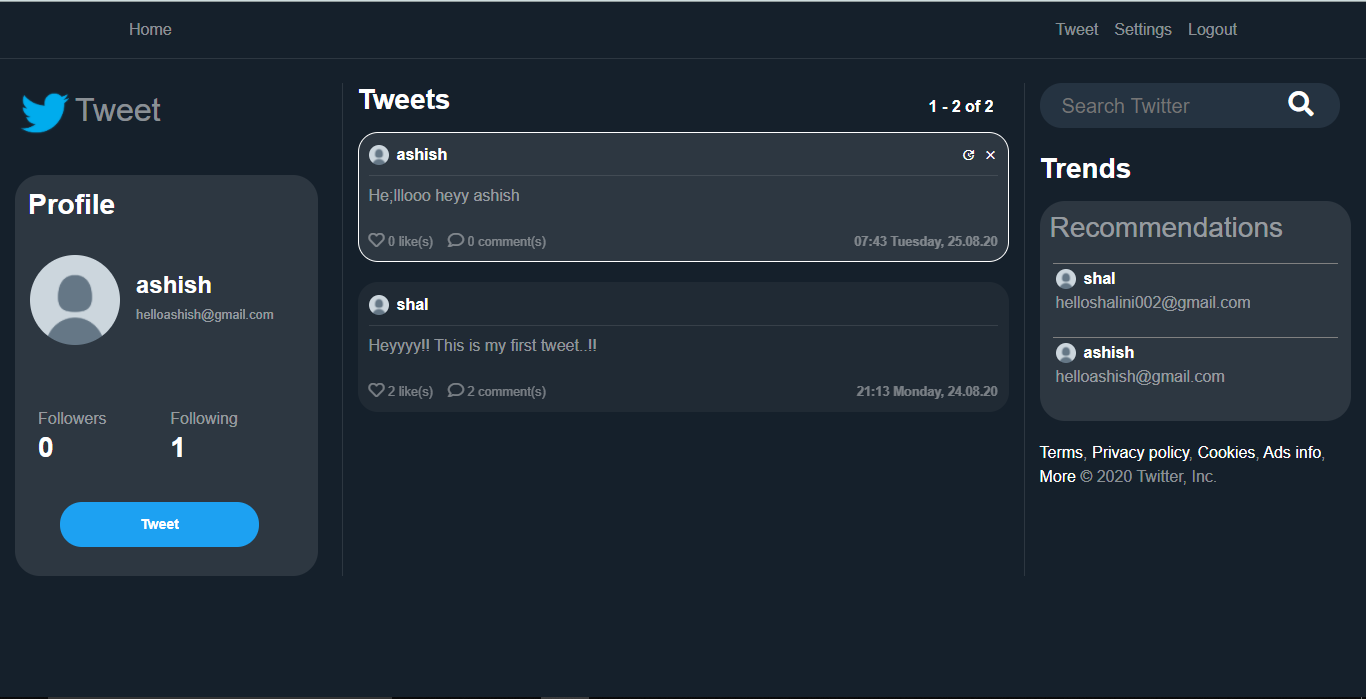 Home
Tweet Settings Logout
Tweet
Profile
ashish
helloashish@gmail.com
Followers Following
0 1
Tweet
Tweets
1 - 2 of 2
ashish
He;lllooo heyy ashish
0 like(s) 0 comment(s) 07:43 Tuesday, 25.08.20
shal
Heyyyy!! This is my first tweet..!!
2 like(s) 2 comment(s) 21:13 Monday, 24.08.20
Search Twitter
Trends
Recommendations
shal
helloshalini002@gmail.com
ashish
helloashish@gmail.com
Terms, Privacy policy, Cookies, Ads info,
More © 2020 Twitter, Inc.